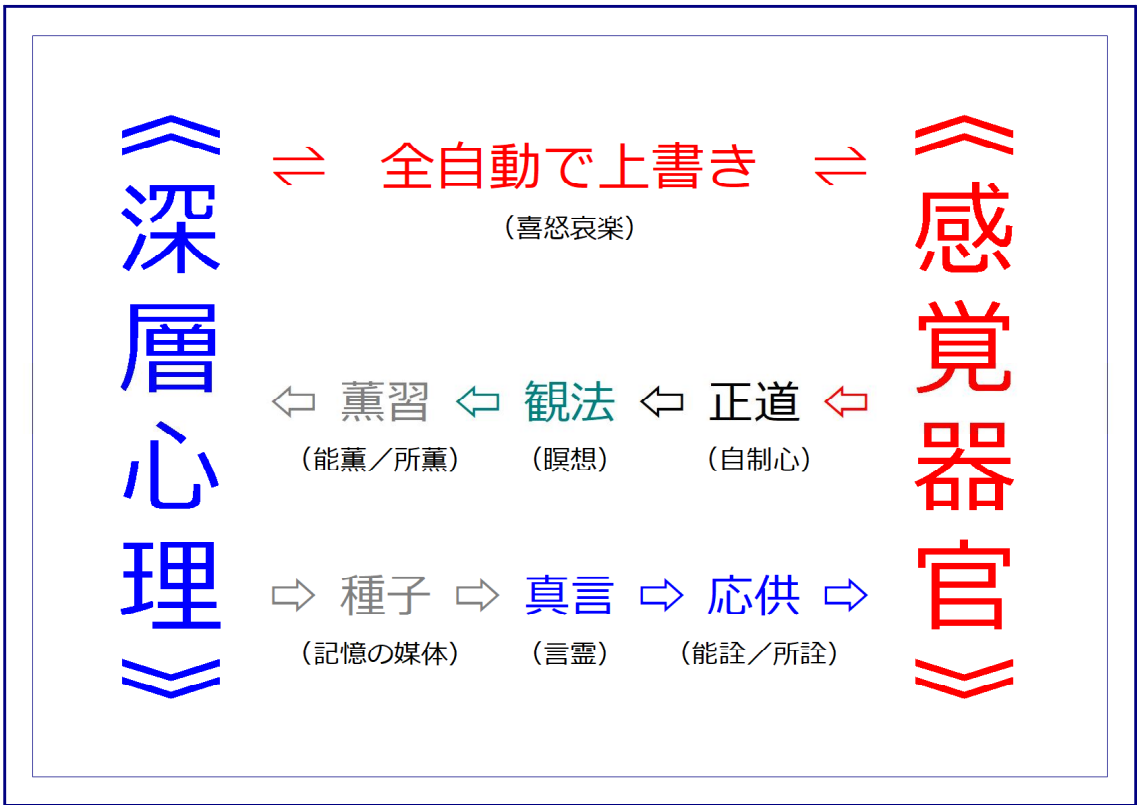 《深層心理》
⇌ 全自動で上書き ⇌
（喜怒哀楽）
⇦ 薫習 ⇦ 観法 ⇦ 正道 ⇦
（能薫／所薫） （瞑想） （自制心）
⇨ 種子 ⇨ 真言 ⇨ 応供 ⇨
（記憶の媒体） （言霊） （能詮／所詮）
《感覚器官》